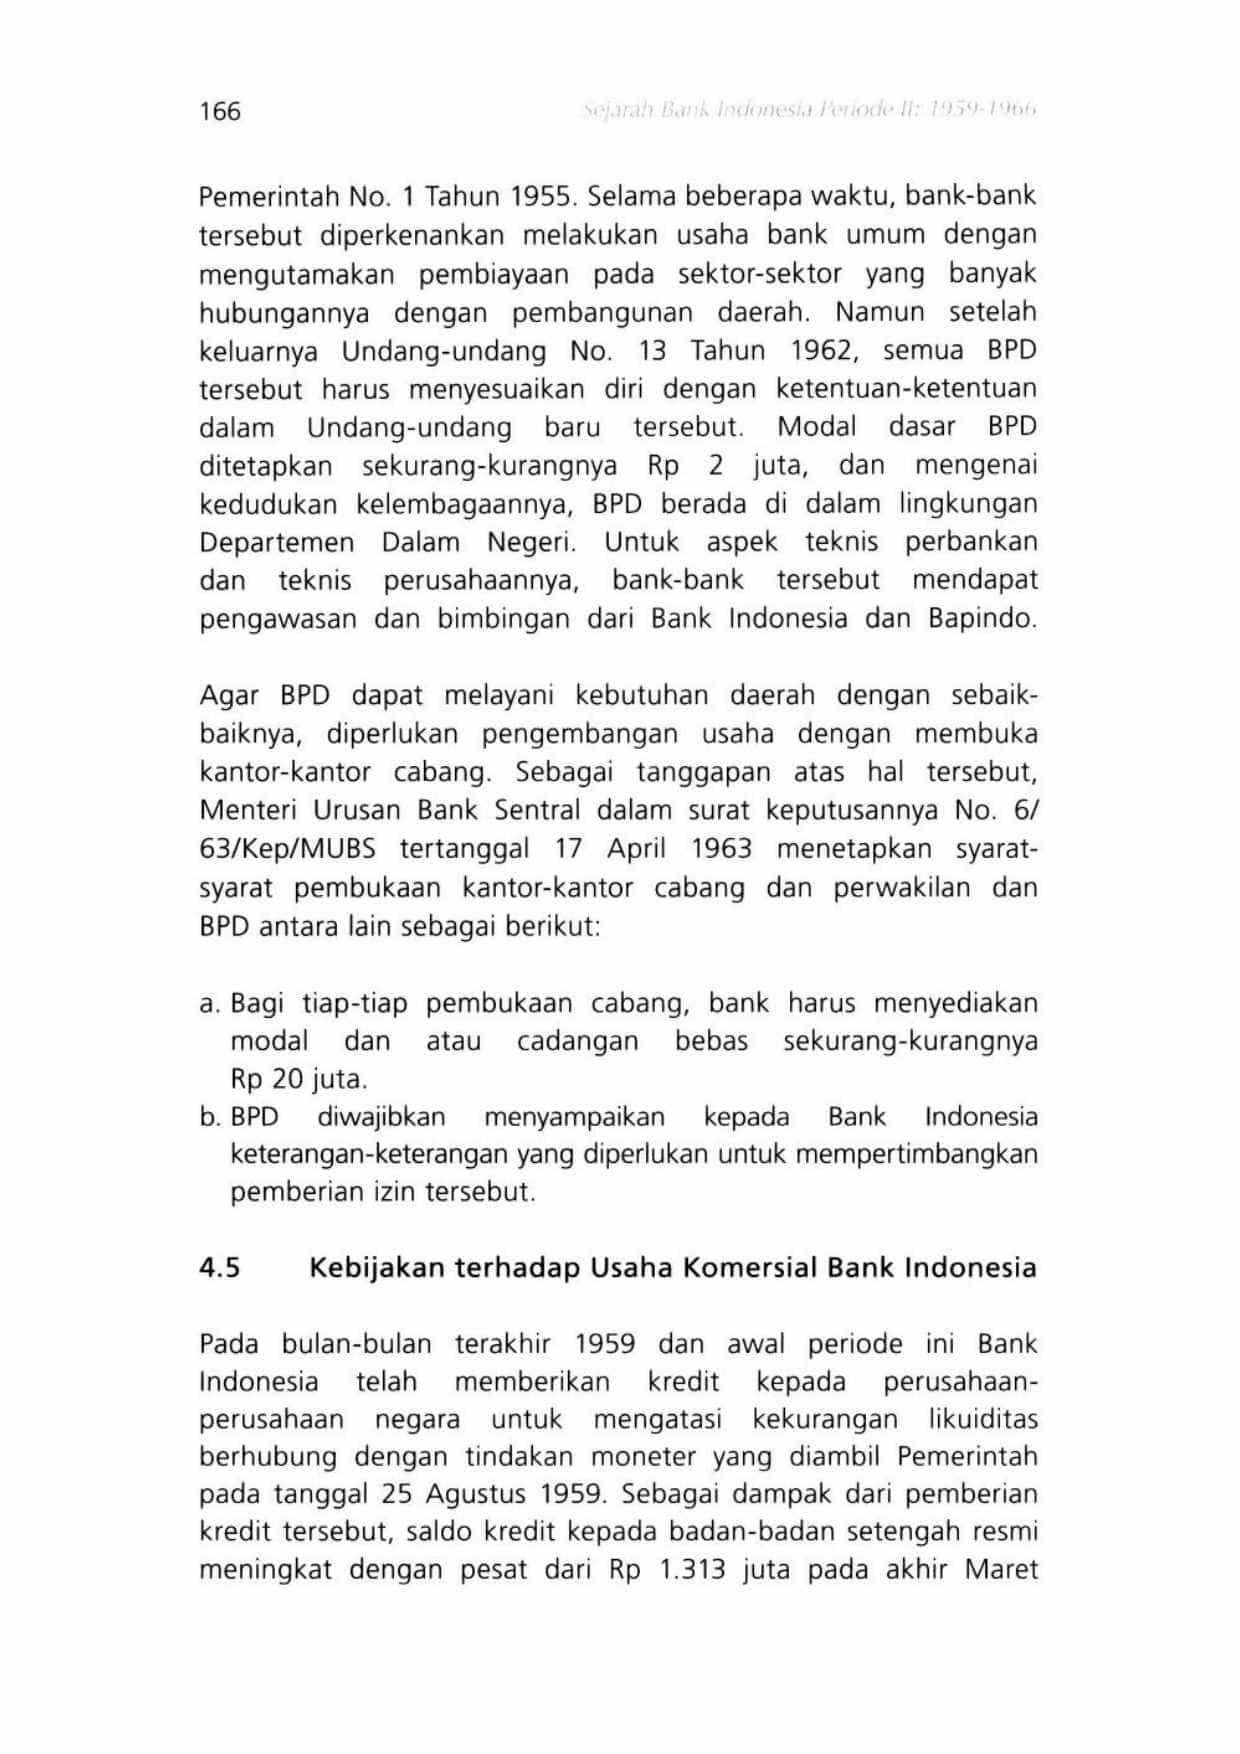 166
Sejarah Bank Indonesia Periode II: 1959-1966
Pemerintah No. 1 Tahun 1955. Selama beberapa waktu, bank-bank
tersebut diperkenankan melakukan usaha bank umum dengan
mengutamakan pembiayaan pada sektor-sektor yang banyak
hubungannya dengan pembangunan daerah. Namun setelah
keluarnya Undang-undang No. 13 Tahun 1962, semua BPD
tersebut harus menyesuaikan diri dengan ketentuan-ketentuan
dalam Undang-undang baru tersebut. Modal dasar BPD
ditetapkan sekurang-kurangnya Rp 2 juta, dan mengenai
kedudukan kelembagaannya, BPD berada di dalam lingkungan
Departemen Dalam Negeri. Untuk aspek teknis perbankan
dan teknis perusahaannya, bank-bank tersebut mendapat
pengawasan dan bimbingan dari Bank Indonesia dan Bapindo.
Agar BPD dapat melayani kebutuhan daerah dengan sebaik-
baiknya, diperlukan pengembangan usaha dengan membuka
kantor-kantor cabang. Sebagai tanggapan atas hal tersebut,
Menteri Urusan Bank Sentral dalam surat keputusannya No. 6/
63/Kep/MUBS tertanggal 17 April 1963 menetapkan syarat-
syarat pembukaan kantor-kantor cabang dan perwakilan dan
BPD antara lain sebagai berikut:
a. Bagi tiap-tiap pembukaan cabang, bank harus menyediakan
modal dan atau cadangan bebas sekurang-kurangnya
Rp 20 juta.
b. BPD diwajibkan menyampaikan kepada Bank Indonesia
keterangan-keterangan yang diperlukan untuk mempertimbangkan
pemberian izin tersebut.
4.5 Kebijakan terhadap Usaha Komersial Bank Indonesia
Pada bulan-bulan terakhir 1959 dan awal periode ini Bank
Indonesia telah memberikan kredit kepada perusahaan-
perusahaan negara untuk mengatasi kekurangan likuiditas
berhubung dengan tindakan moneter yang diambil Pemerintah
pada tanggal 25 Agustus 1959. Sebagai dampak dari pemberian
kredit tersebut, saldo kredit kepada badan-badan setengah resmi
meningkat dengan pesat dari Rp 1.313 juta pada akhir Maret